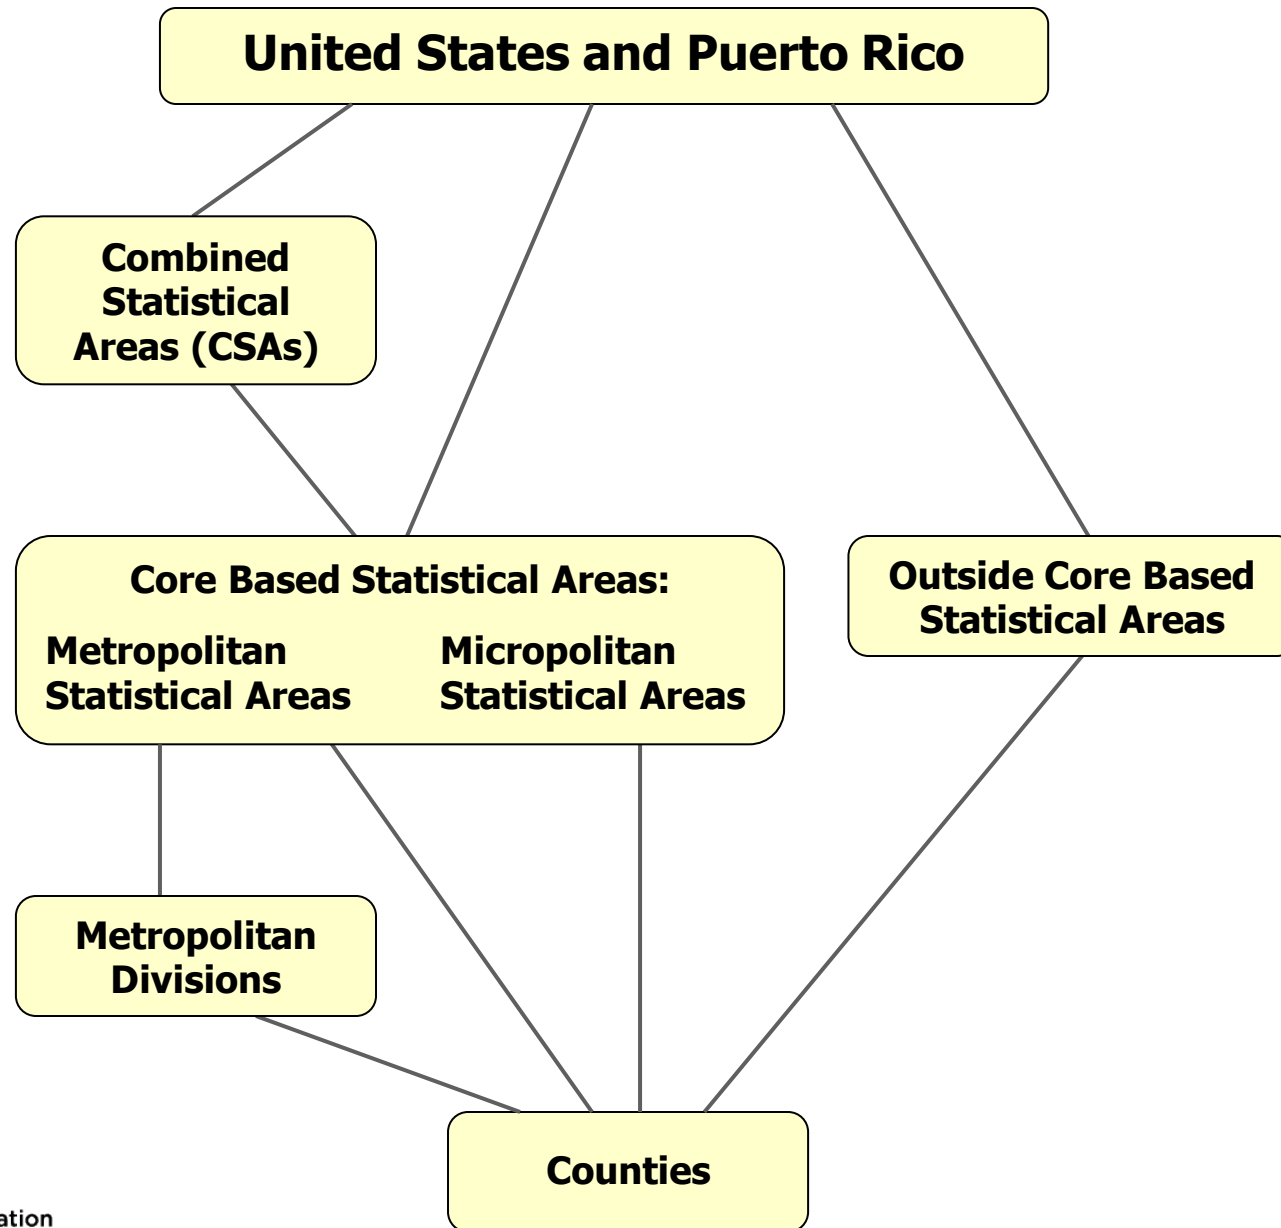 United States and Puerto Rico
Combined
Statistical
Areas (CSAs)
Core Based Statistical Areas:
Metropolitan
Statistical Areas
Micropolitan
Statistical Areas
Outside Core Based
Statistical Areas
Metropolitan
Divisions
Counties